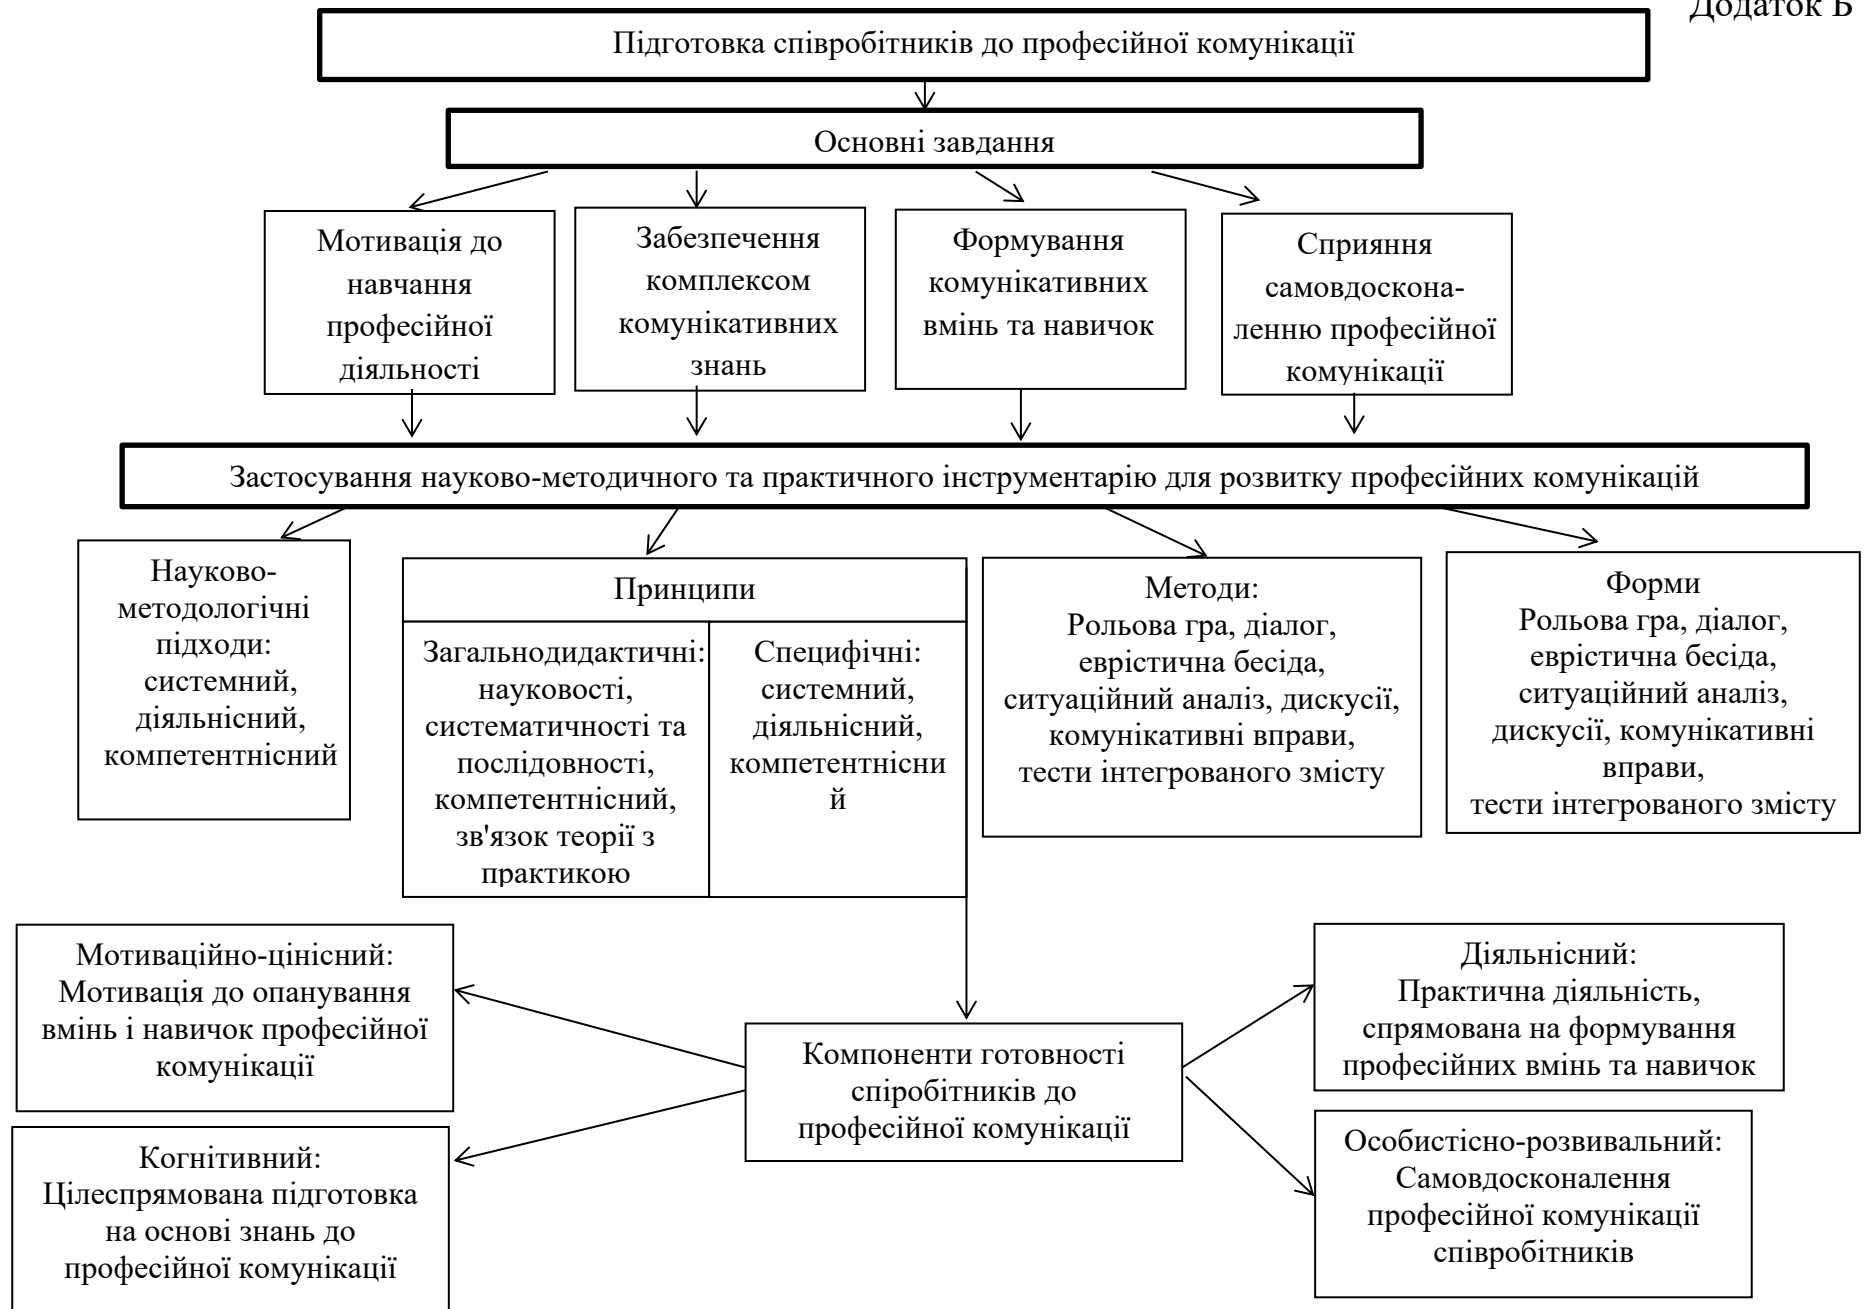 Додаток Б
Підготовка співробітників до професійної комунікації
Основні завдання
Мотивація до
навчання
професійної
діяльності
Забезпечення
комплексом
комунікативних
знань
Формування
комунікативних
вмінь та навичок
Сприяння
самовдоскона-
ленню професійної
комунікації
Застосування науково-методичного та практичного інструментарію для розвитку професійних комунікацій
Науково-
методологічні
підходи:
системний,
діяльнісний,
компетентнісний
Принципи
Загальнодидактичні:
науковості,
систематичності та
послідовності,
компетентнісний,
зв'язок теорії з
практикою
Специфічні:
системний,
діяльнісний,
компетентнісни
й
Методи:
Рольова гра, діалог,
еврістична бесіда,
ситуаційний аналіз, дискусії,
комунікативні вправи,
тести інтегрованого змісту
Форми
Рольова гра, діалог,
еврістична бесіда,
ситуаційний аналіз,
дискусії, комунікативні
вправи,
тести інтегрованого змісту
Мотиваційно-цінісний:
Мотивація до опанування
вмінь і навичок професійної
комунікації
Когнітивний:
Цілеспрямована підготовка
на основі знань до
професійної комунікації
Компоненти готовності
спіробітників до
професійної комунікації
Діяльнісний:
Практична діяльність,
спрямована на формування
професійних вмінь та навичок
Особистісно-розвивальний:
Самовдосконалення
професійної комунікації
співробітників